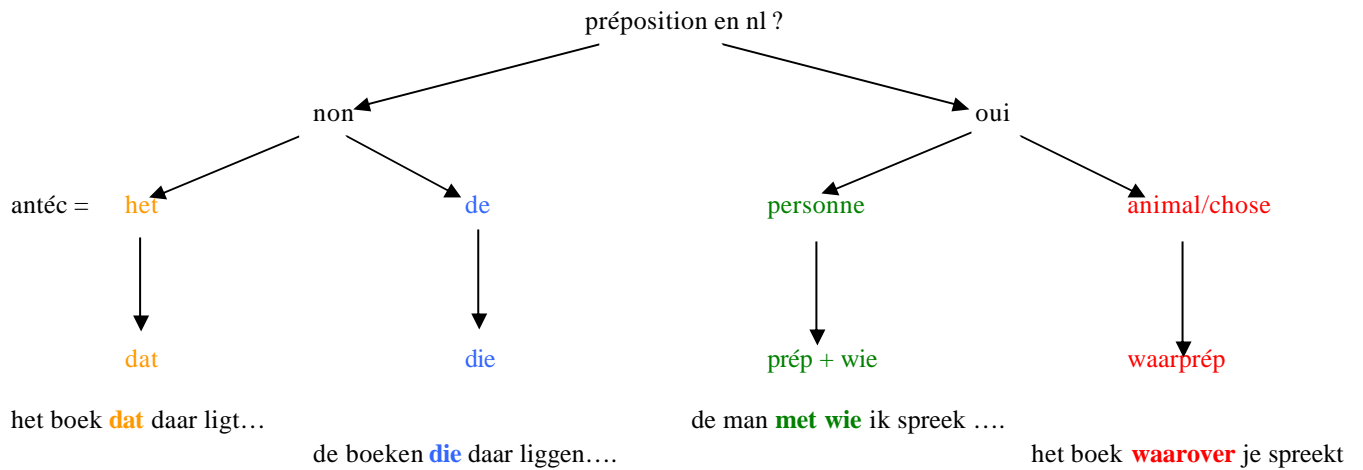 préposition en nl ?
non oui
antéc = het de personne animal/chose
dat die prép + wie waarprép
het boek dat daar ligt… de man met wie ik spreek ….
de boeken die daar liggen…. het boek waarover je spreekt